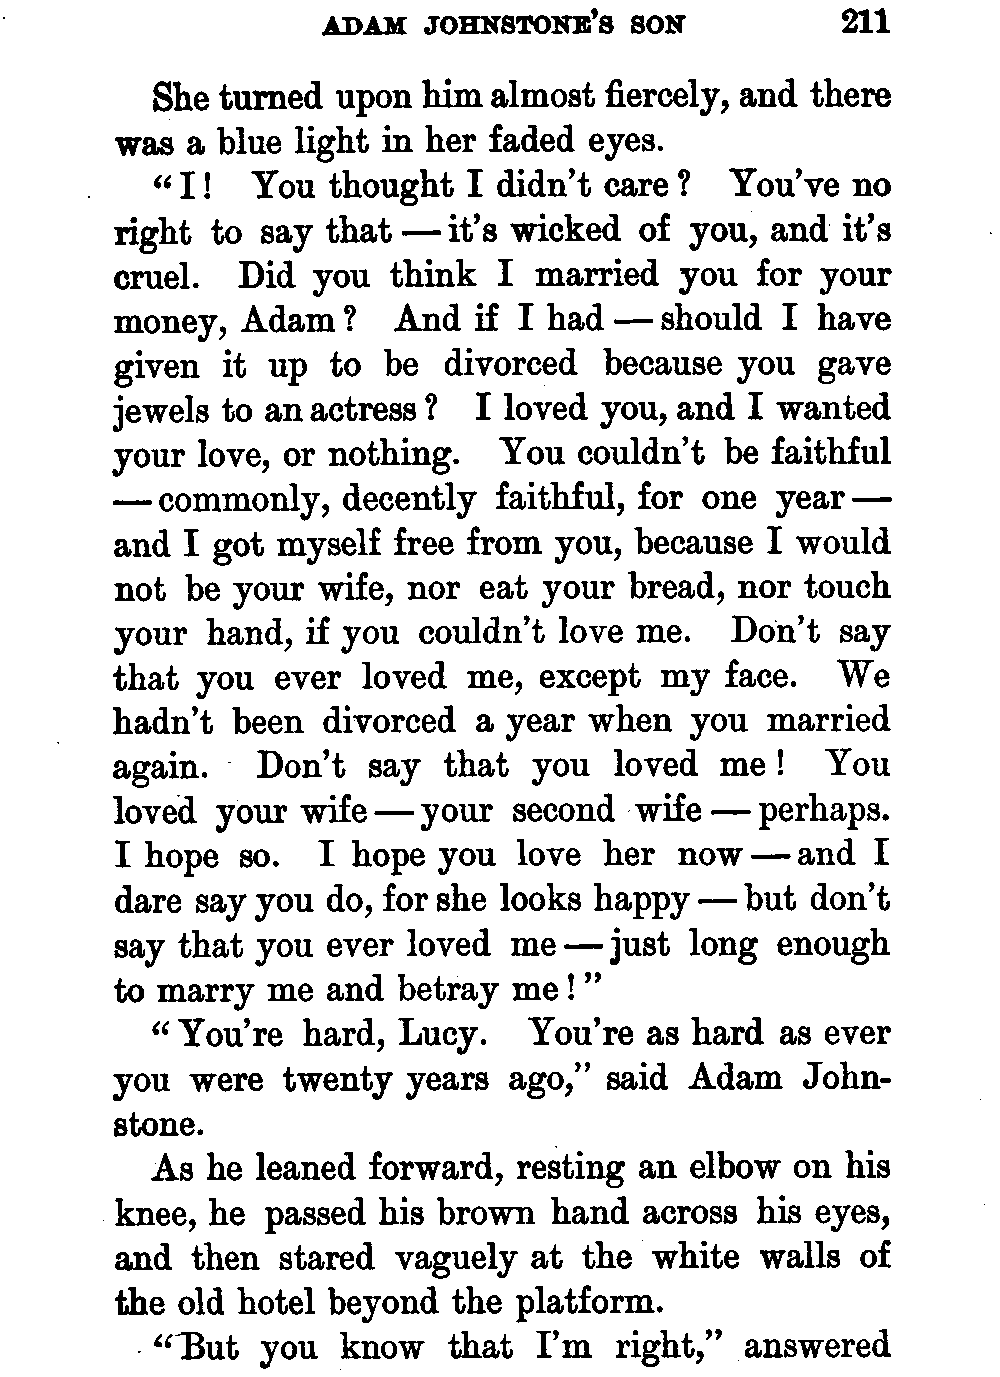 ADAM JOHNSTONE'S SON 211
She turned upon him almost fiercely, and there
was a blue light in her faded eyes.
"I! You thought I didn't care? You've no
right to say that — it's wicked of you, and it's
cruel. Did you think I married you for your
money, Adam? And if I had — should I have
given it up to be divorced because you gave
jewels to an actress? I loved you, and I wanted
your love, or nothing. You couldn't be faithful
— commonly, decently faithful, for one year —
and I got myself free from you, because I would
not be your wife, nor eat your bread, nor touch
your hand, if you couldn't love me. Don't say
that you ever loved me, except my face. We
hadn't been divorced a year when you married
again. Don't say that you loved me! You
loved your wife — your second wife — perhaps.
I hope so. I hope you love her now — and I
dare say you do, for she looks happy — but don't
say that you ever loved me — just long enough
to marry me and betray me!"
"You're hard, Lucy. You're as hard as ever
you were twenty years ago," said Adam John-
stone.
As he leaned forward, resting an elbow on his
knee, he passed his brown hand across his eyes,
and then stared vaguely at the white walls of
the old hotel beyond the platform.
"But you know that I'm right," answered